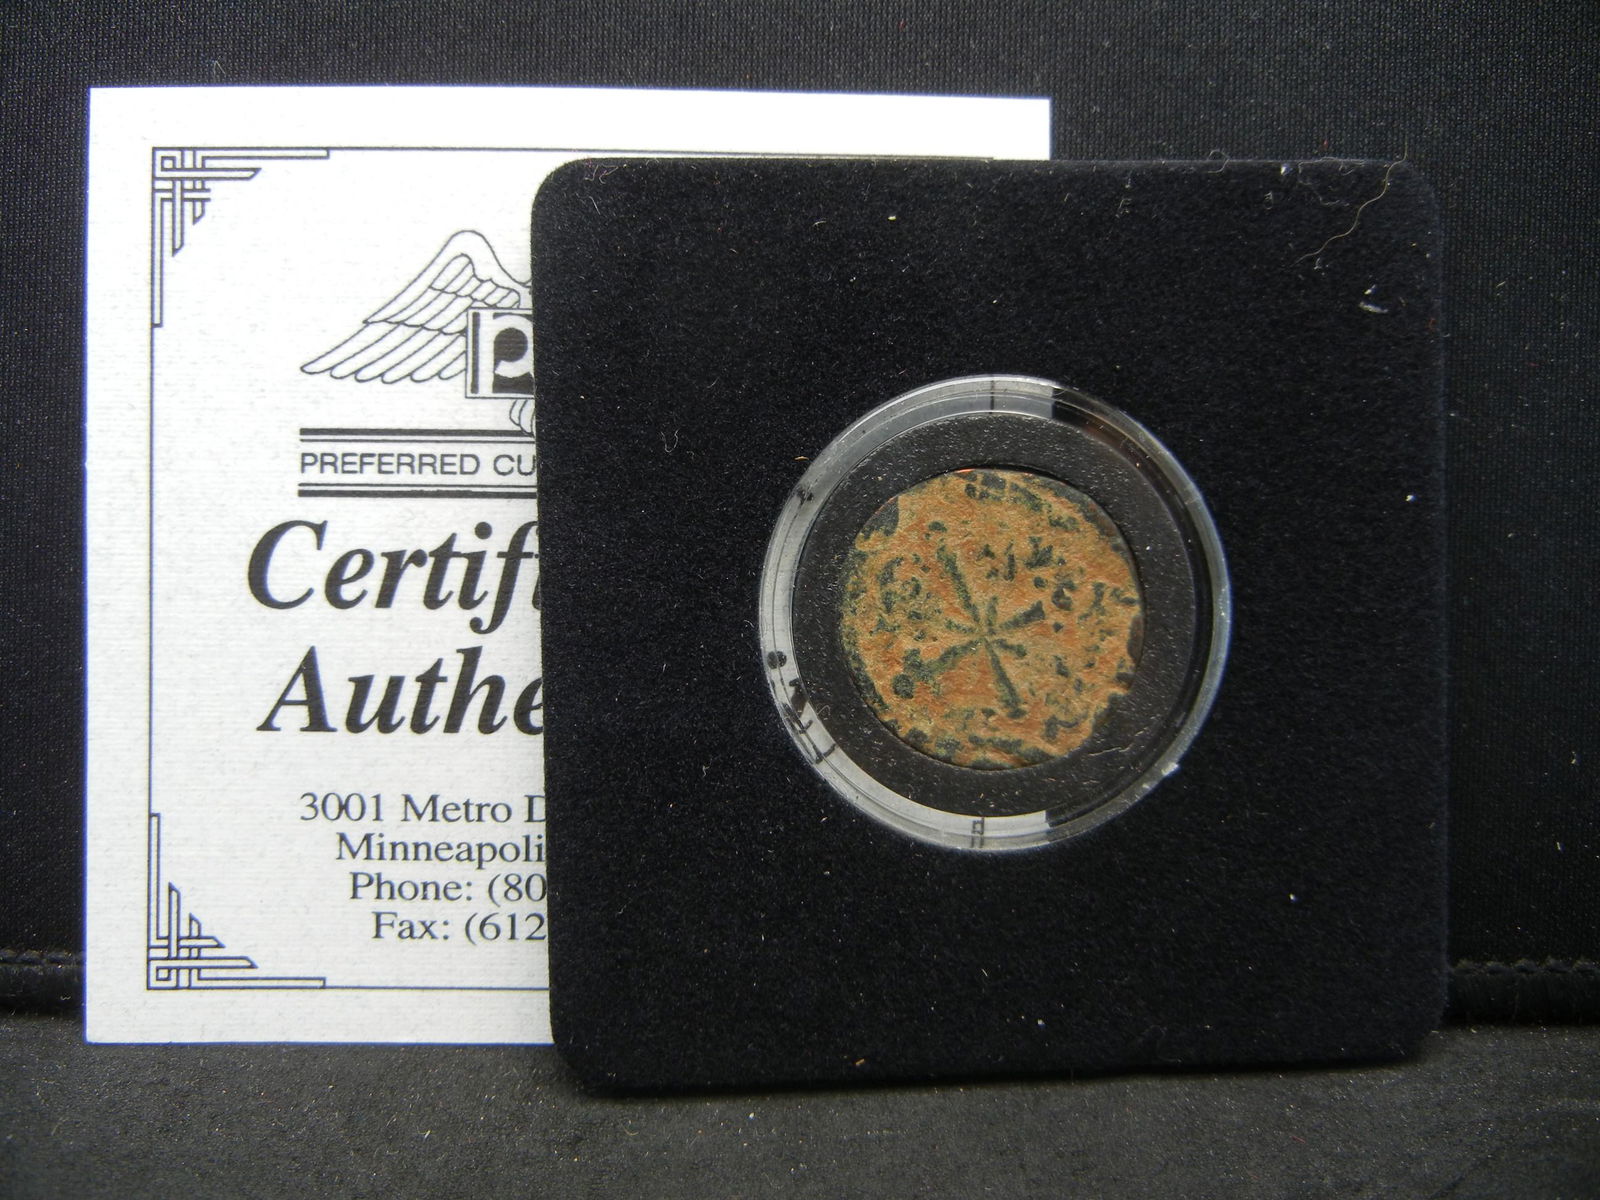 PREFERRED CU
Certifi
Authe
3001 Metro D
Minneapoli
Phone: (80
Fax: (612